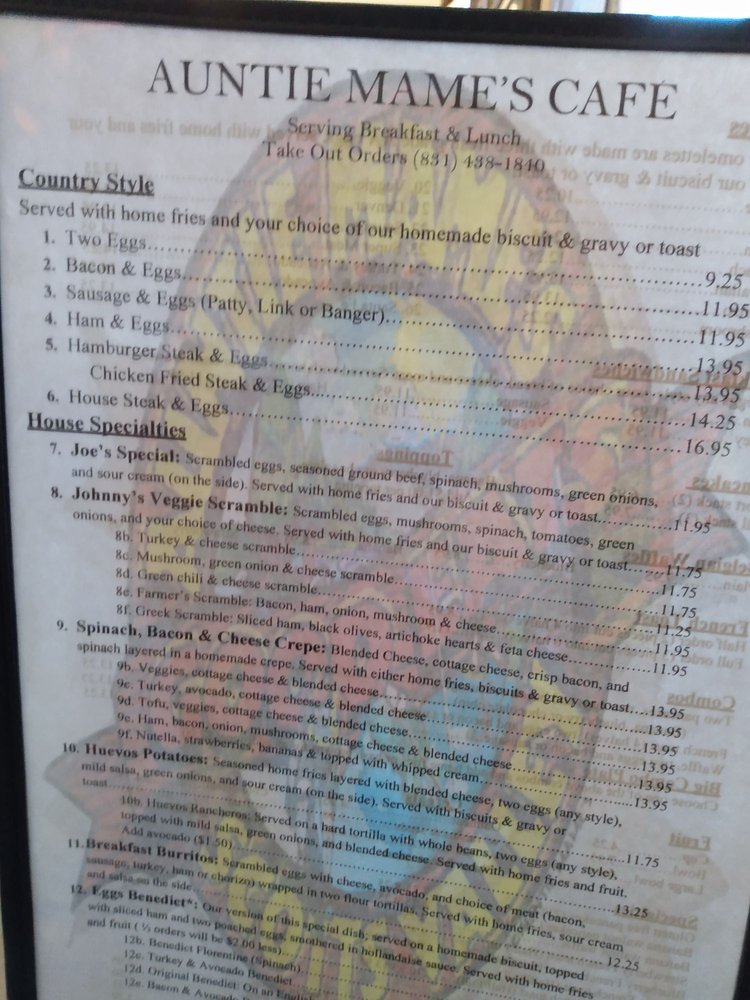 AUNTIE MAME'S CAFÉ
Serving Breakfast & Lunch
Take Out Orders (831) 438-1840
Country Style
Served with home fries and your choice of our homemade biscuit & gravy or toast
1. Two Eggs...9.25
2. Bacon & Eggs...11.95
3. Sausage & Eggs (Patty, Link or Banger)...11.95
4. Ham & Eggs...13.95
5. Hamburger Steak & Eggs...13.95
Chicken Fried Steak & Eggs...14.25
6. House Steak & Eggs...16.95
House Specialties
7. Joe's Special: Scrambled eggs, seasoned ground beef, spinach, mushrooms, green onions,
and sour cream (on the side). Served with home fries and our biscuit & gravy or toast...11.95
8. Johnny's Veggie Scramble: Scrambled eggs, mushrooms, spinach, tomatoes, green
onions, and your choice of cheese. Served with home fries and our biscuit & gravy or toast...11.75
8b. Turkey & cheese scramble...11.75
8c. Mushroom, green onion & cheese scramble...11.75
8d. Green chili & cheese scramble...11.25
8e. Farmer's Scramble: Bacon, ham, onion, mushroom & cheese...11.95
8f. Greek Scramble: Sliced ham, black olives, artichoke hearts & feta cheese...11.95
9. Spinach, Bacon & Cheese Crepe: Blended Cheese, cottage cheese, crisp bacon, and
spinach layered in a homemade crepe. Served with either home fries, biscuits & gravy or toast...13.95
9b. Veggies, cottage cheese & blended cheese...13.95
9c. Turkey, avocado, cottage cheese & blended cheese...13.95
9d. Tofu, veggies, cottage cheese & blended cheese...13.95
9e. Ham, bacon, onion, mushrooms, cottage cheese & blended cheese...13.95
9f. Nutella, strawberries, bananas & topped with whipped cream...13.95
10. Huevos Potatoes: Seasoned home fries layered with blended cheese, two eggs (any style),
mild salsa, green onions, and sour cream (on the side). Served with biscuits & gravy or
toast...11.75
10b. Huevos Rancheros: Served on a hard tortilla with whole beans, two eggs (any style),
topped with mild salsa, green onions, and blended cheese. Served with home fries and fruit.
Add avocado ($1.50)...13.25
11. Breakfast Burritos: Scrambled eggs with cheese, avocado, and choice of meat (bacon,
sausage, turkey, ham or chorizo) wrapped in two flour tortillas. Served with home fries, sour cream
and salsa on the side...12.25
12. Eggs Benedict*: Our version of this special dish, served on a homemade biscuit, topped
with sliced ham and two poached eggs, smothered in hollandaise sauce. Served with home fries
and fruit (½ orders will be $2.00 less)
12b. Benedict Florentine (Spinach)
12c. Turkey & Avocado Benedict
12d. Original Benedict: On an English
12e. Bacon & Avocado